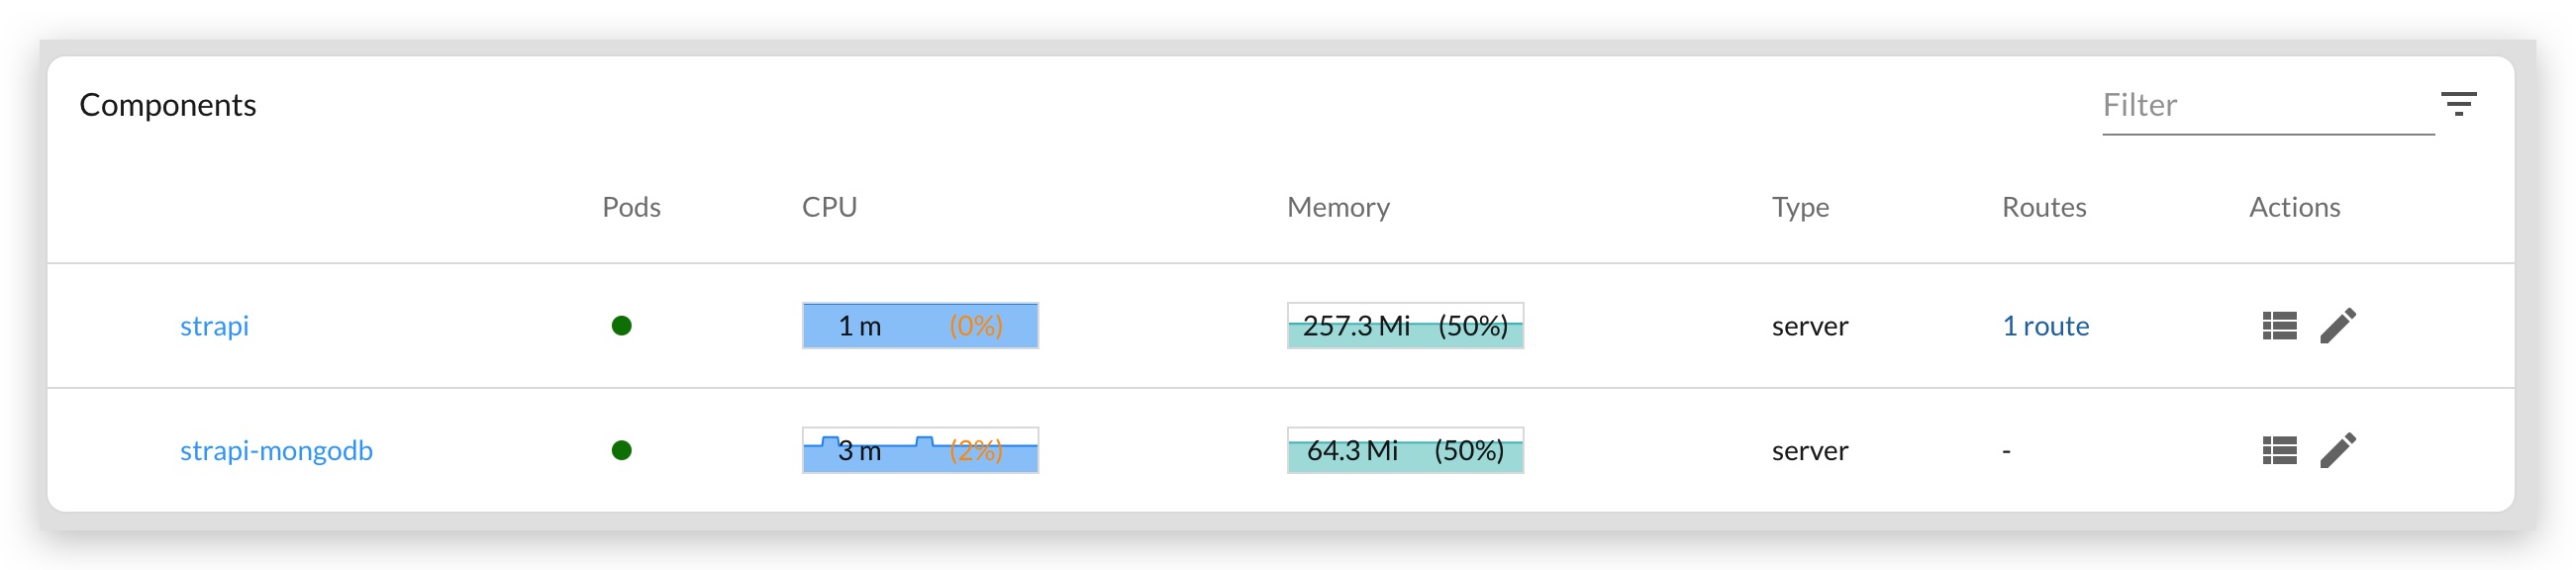 Components Filter
Pods CPU Memory Type Routes Actions
strapi 1 m (0%) 257.3 Mi (50%) server 1 route
strapi-mongodb 3 m (2%) 64.3 Mi (50%) server -